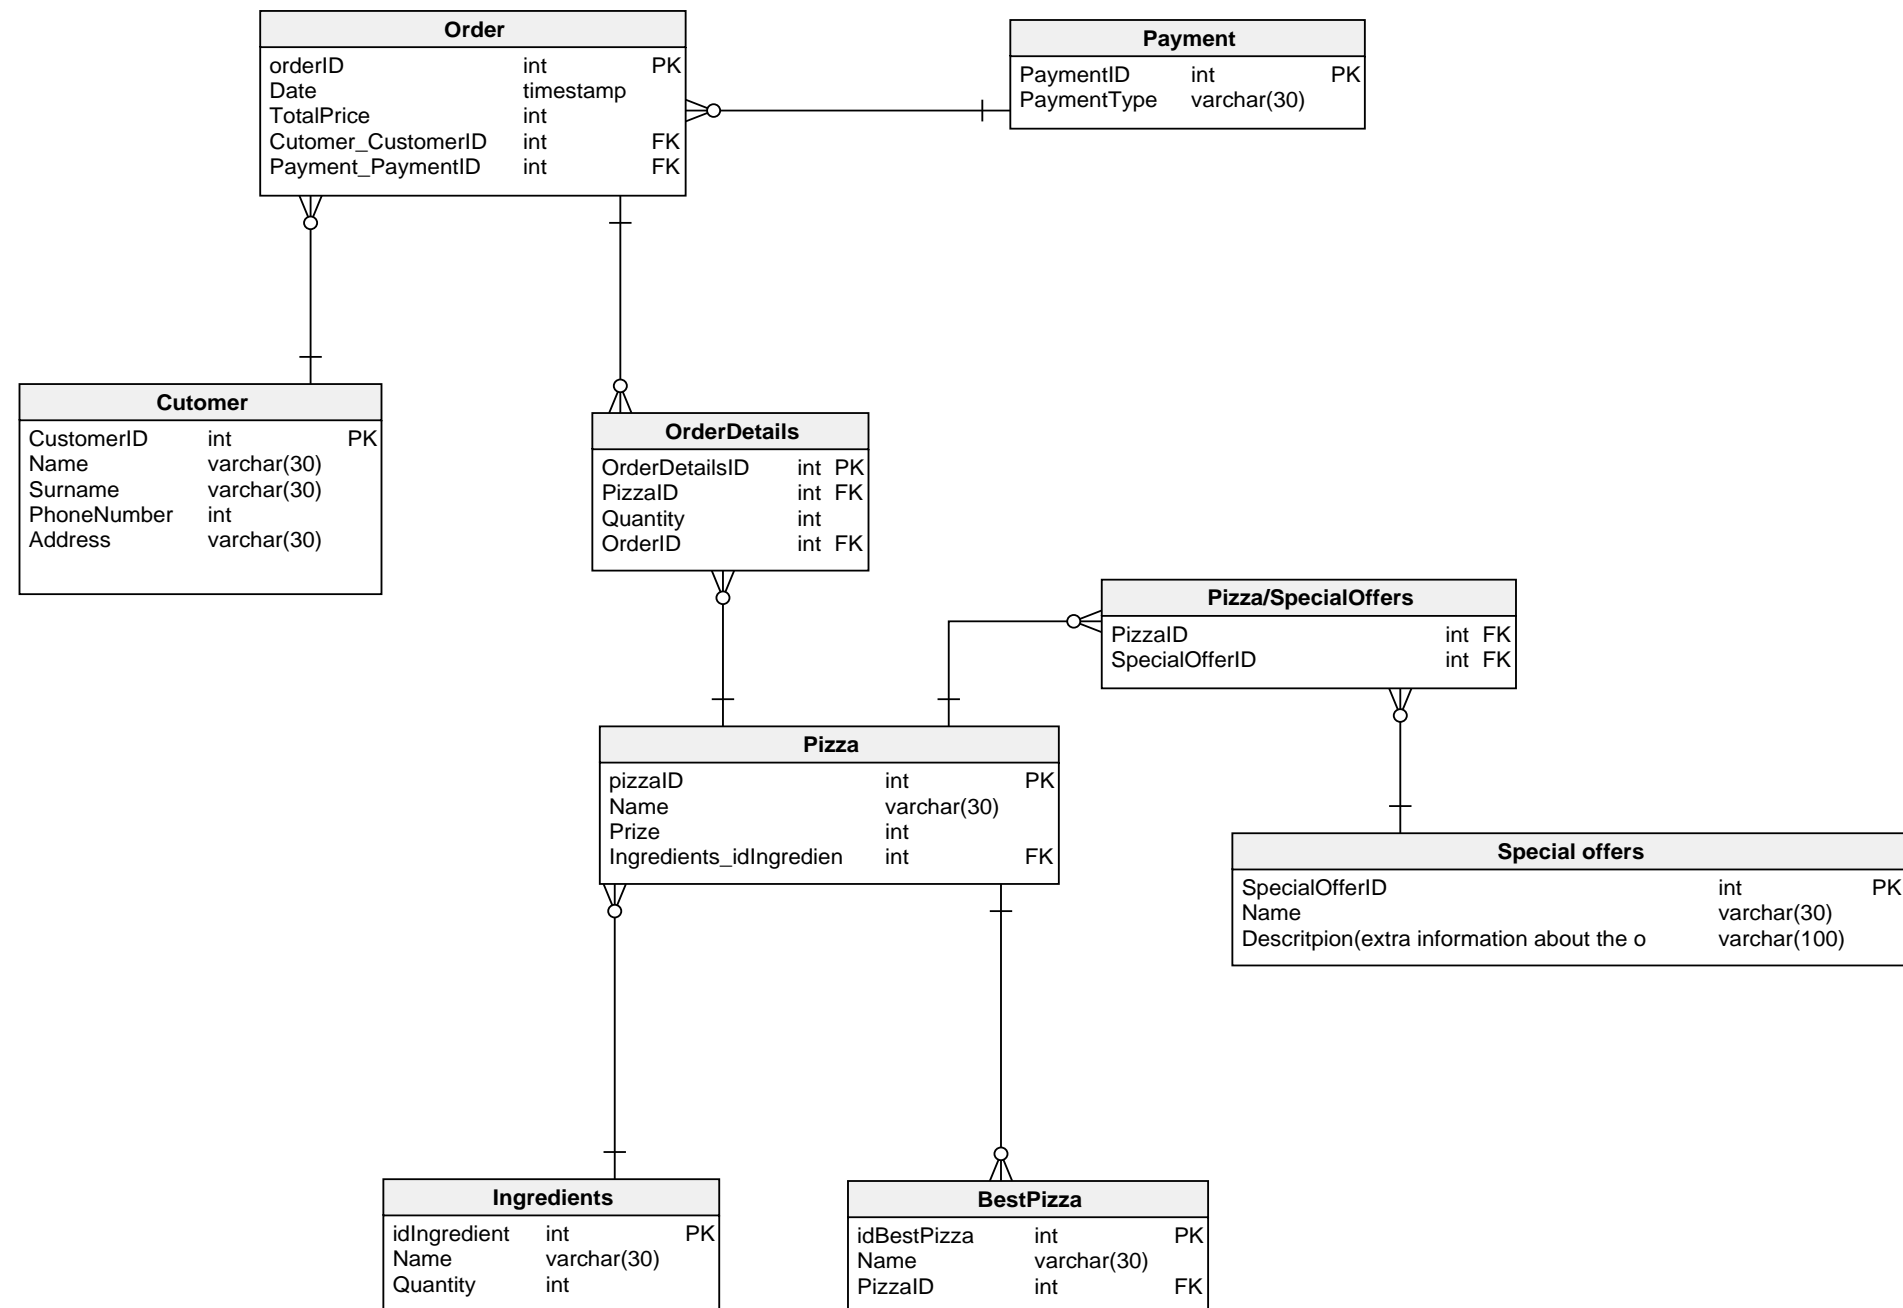 Order
orderID int PK
Date timestamp
TotalPrice int
Cutomer_CustomerID int FK
Payment_PaymentID int FK
Payment
PaymentID int PK
PaymentType varchar(30)
Cutomer
CustomerID int PK
Name varchar(30)
Surname varchar(30)
PhoneNumber int
Address varchar(30)
OrderDetails
OrderDetailsID int PK
PizzaID int FK
Quantity int
OrderID int FK
Pizza/SpecialOffers
PizzaID int FK
SpecialOfferID int FK
Pizza
pizzaID int PK
Name varchar(30)
Prize int
Ingredients_idIngredien int FK
Special offers
SpecialOfferID int PK
Name varchar(30)
Descritpion(extra information about the o varchar(100)
Ingredients
idIngredient int PK
Name varchar(30)
Quantity int
BestPizza
idBestPizza int PK
Name varchar(30)
PizzaID int FK